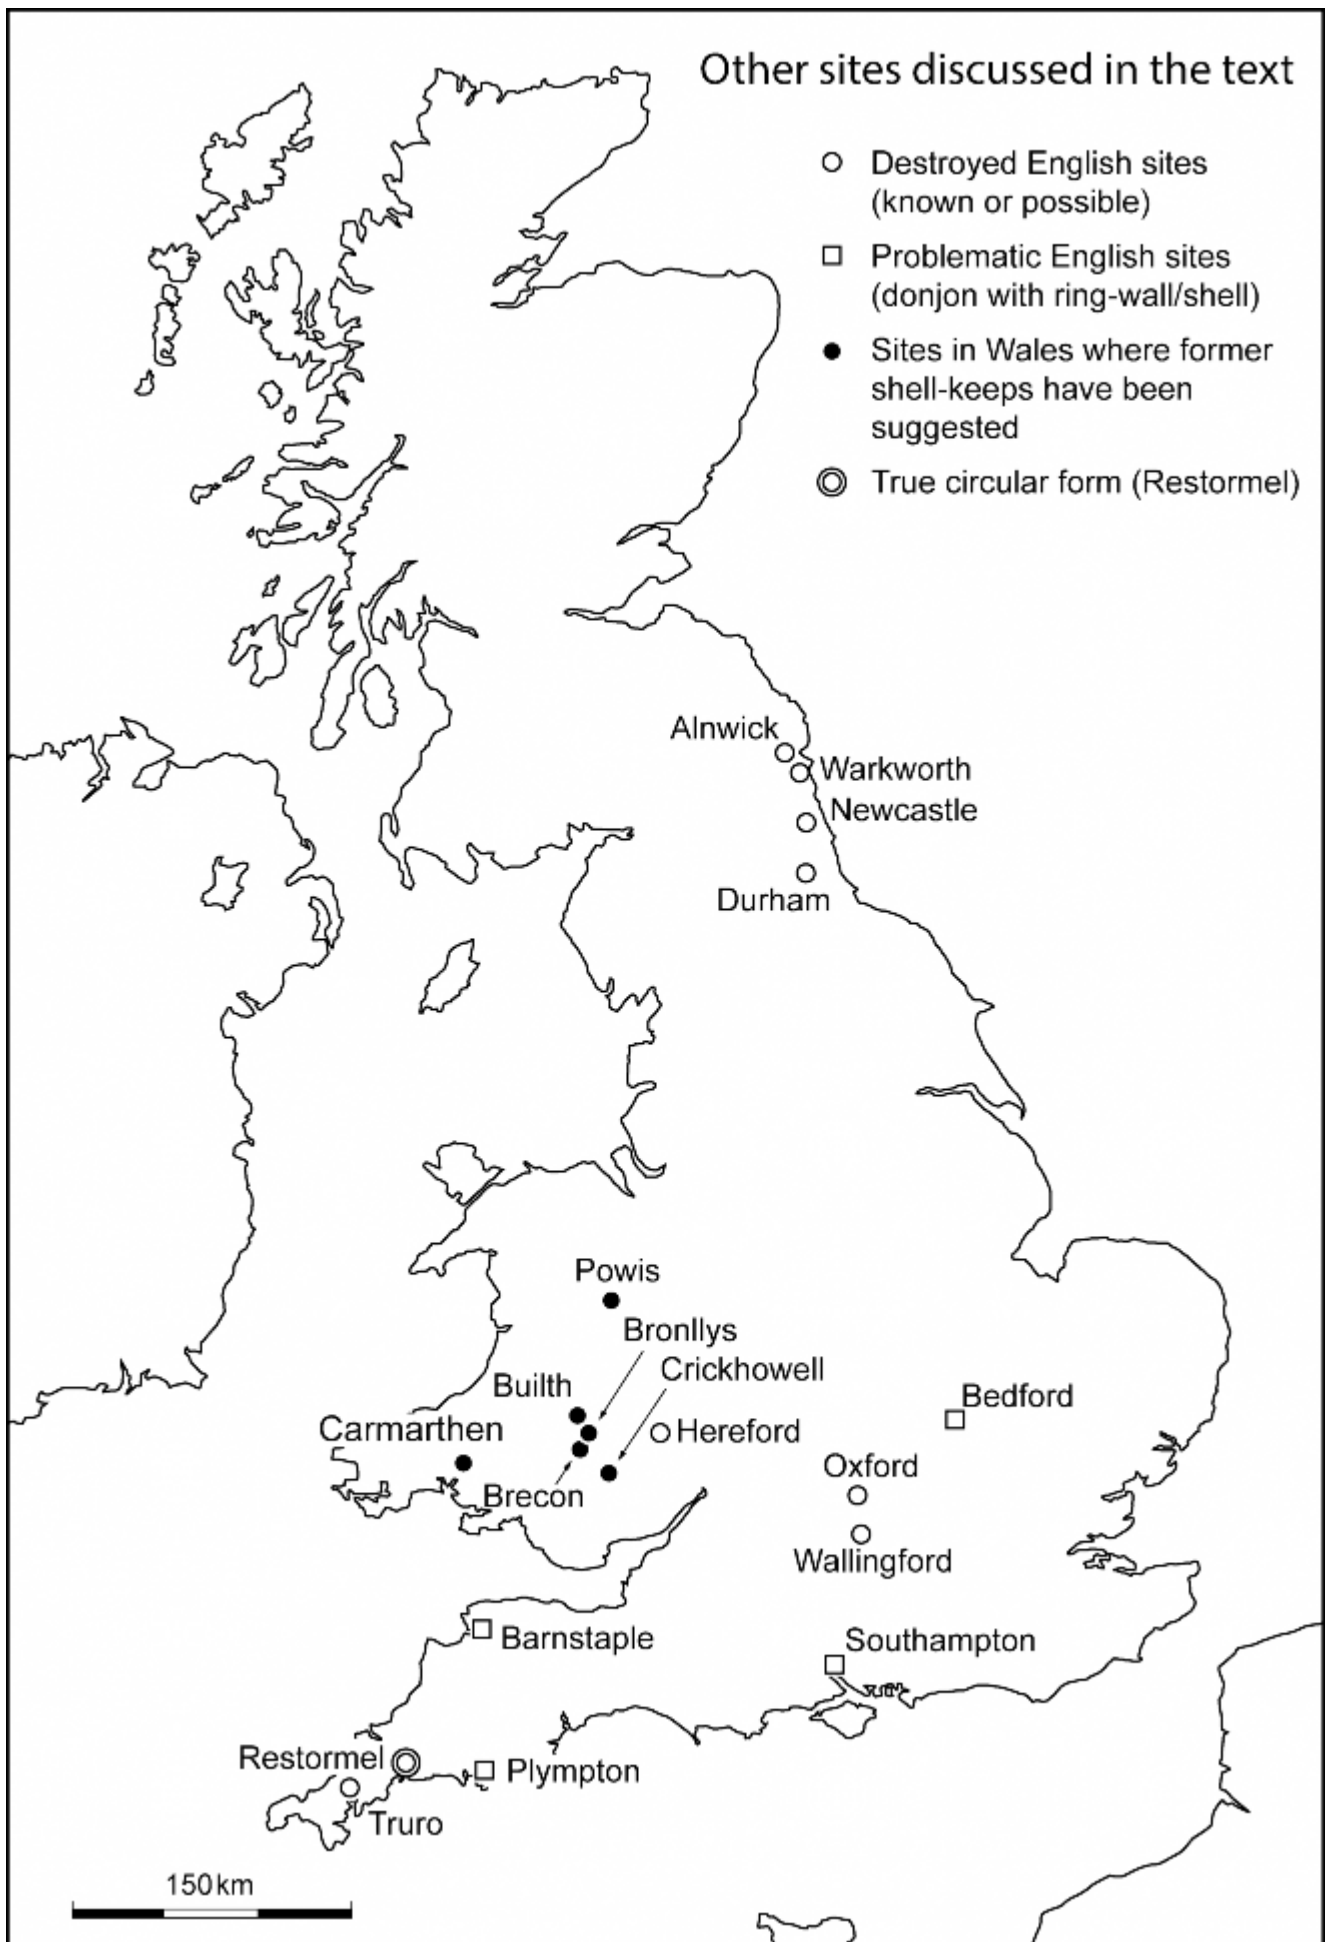 Other sites discussed in the text
Destroyed English sites
(known or possible)
Problematic English sites
(donjon with ring-wall/shell)
Sites in Wales where former
shell-keeps have been
suggested
True circular form (Restormel)
Alnwick
Warkworth
Newcastle
Durham
Powis
Bronllys
Crickhowell
Builth
Bedford
Carmarthen
Hereford
Oxford
Brecon
Wallingford
Barnstaple
Southampton
Restormel
Plympton
Truro
150km